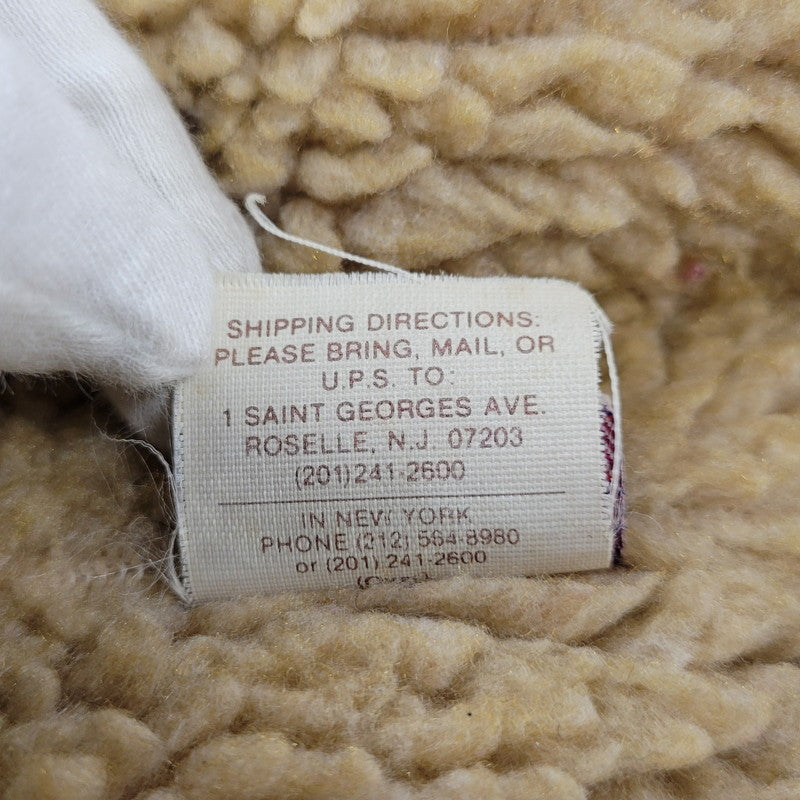 SHIPPING DIRECTIONS:
PLEASE BRING, MAIL, OR
U.P.S. TO:
1 SAINT GEORGES AVE.
ROSELLE, N.J. 07203
(201)241-2600
IN NEW YORK
PHONE (212) 564-8980
or (201) 241-2600